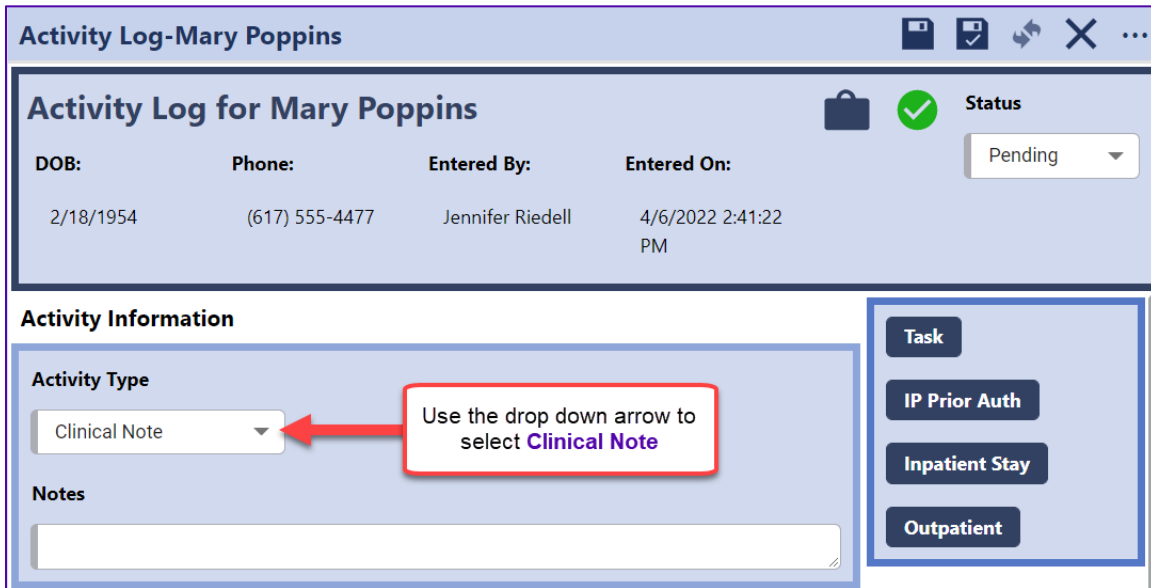 Activity Log-Mary Poppins
Activity Log for Mary Poppins
Status
Pending
DOB:
Phone:
Entered By:
Entered On:
2/18/1954
(617) 555-4477
Jennifer Riedell
4/6/2022 2:41:22
PM
Activity Information
Activity Type
Clinical Note
Use the drop down arrow to
select Clinical Note
Notes
Task
IP Prior Auth
Inpatient Stay
Outpatient